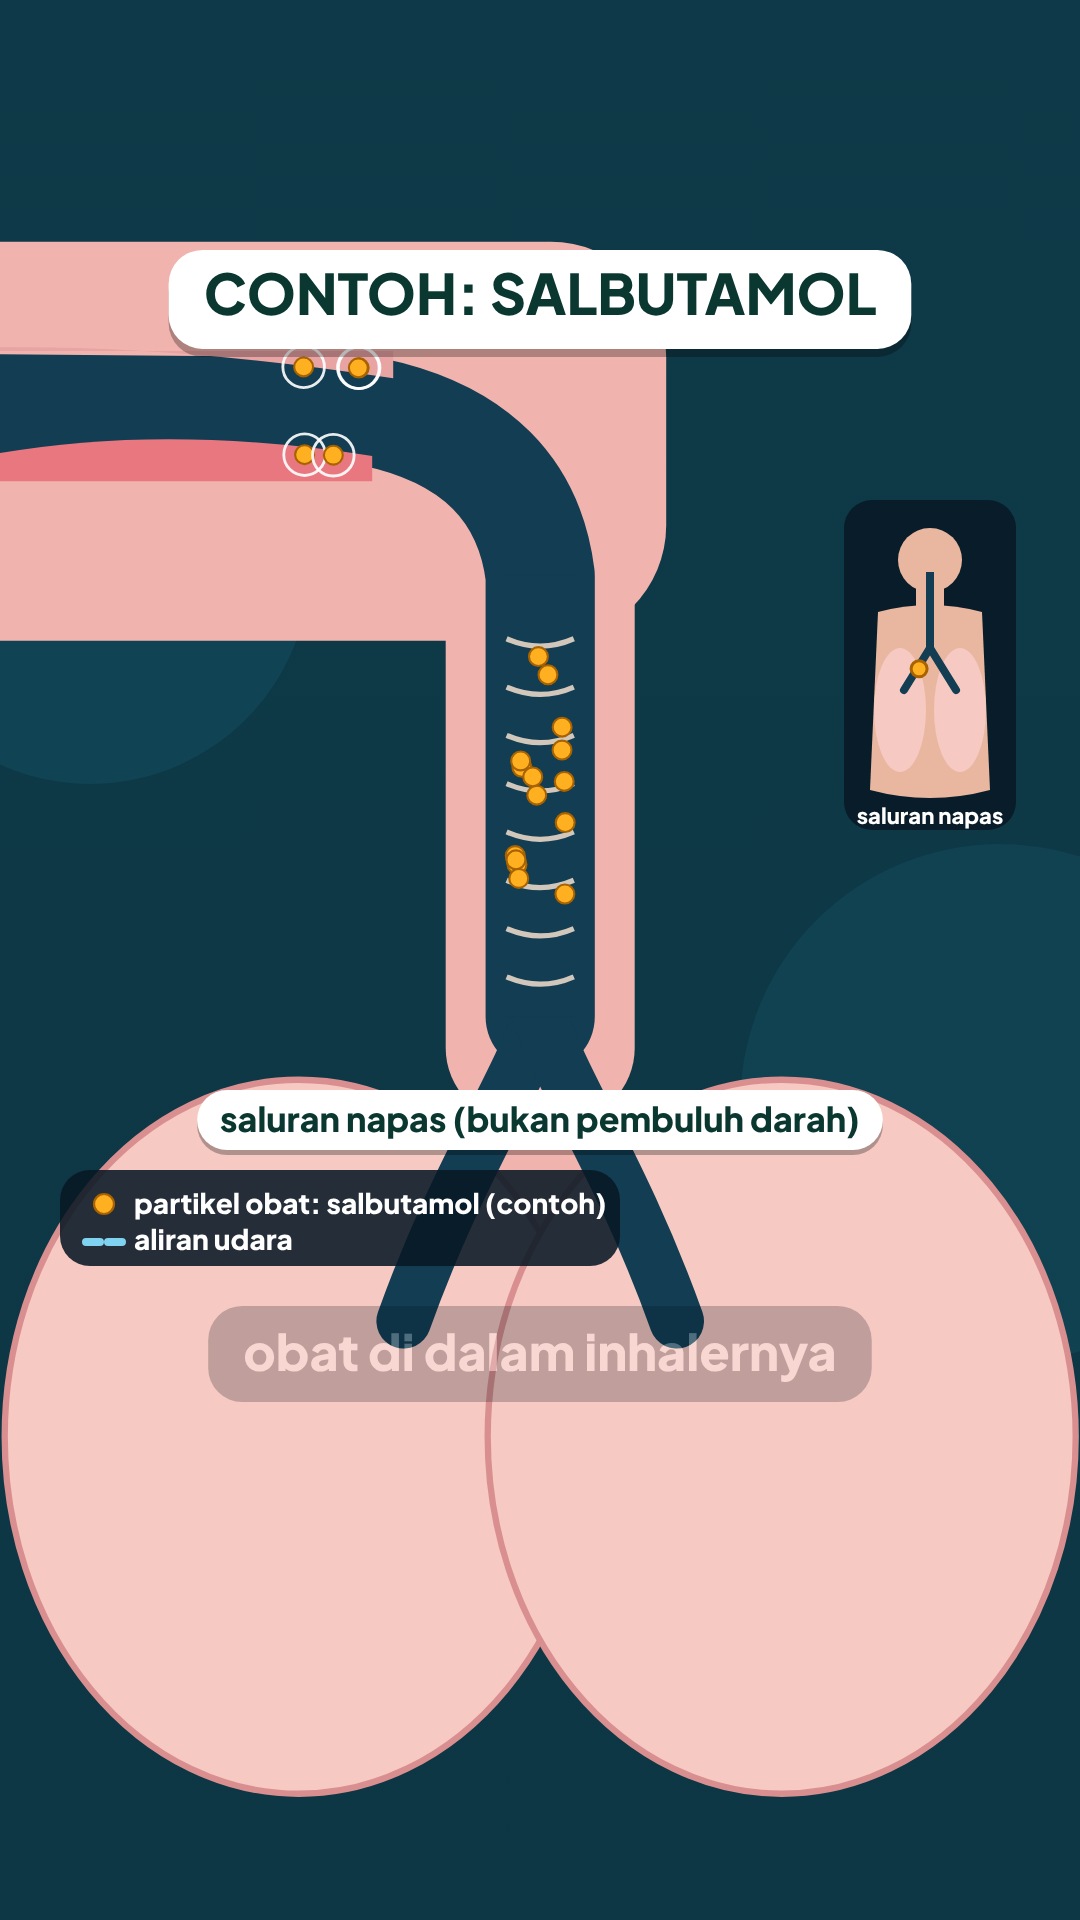 CONTOH: SALBUTAMOL
saluran napas
saluran napas (bukan pembuluh darah)
partikel obat: salbutamol (contoh)
aliran udara
obat di dalam inhalernya